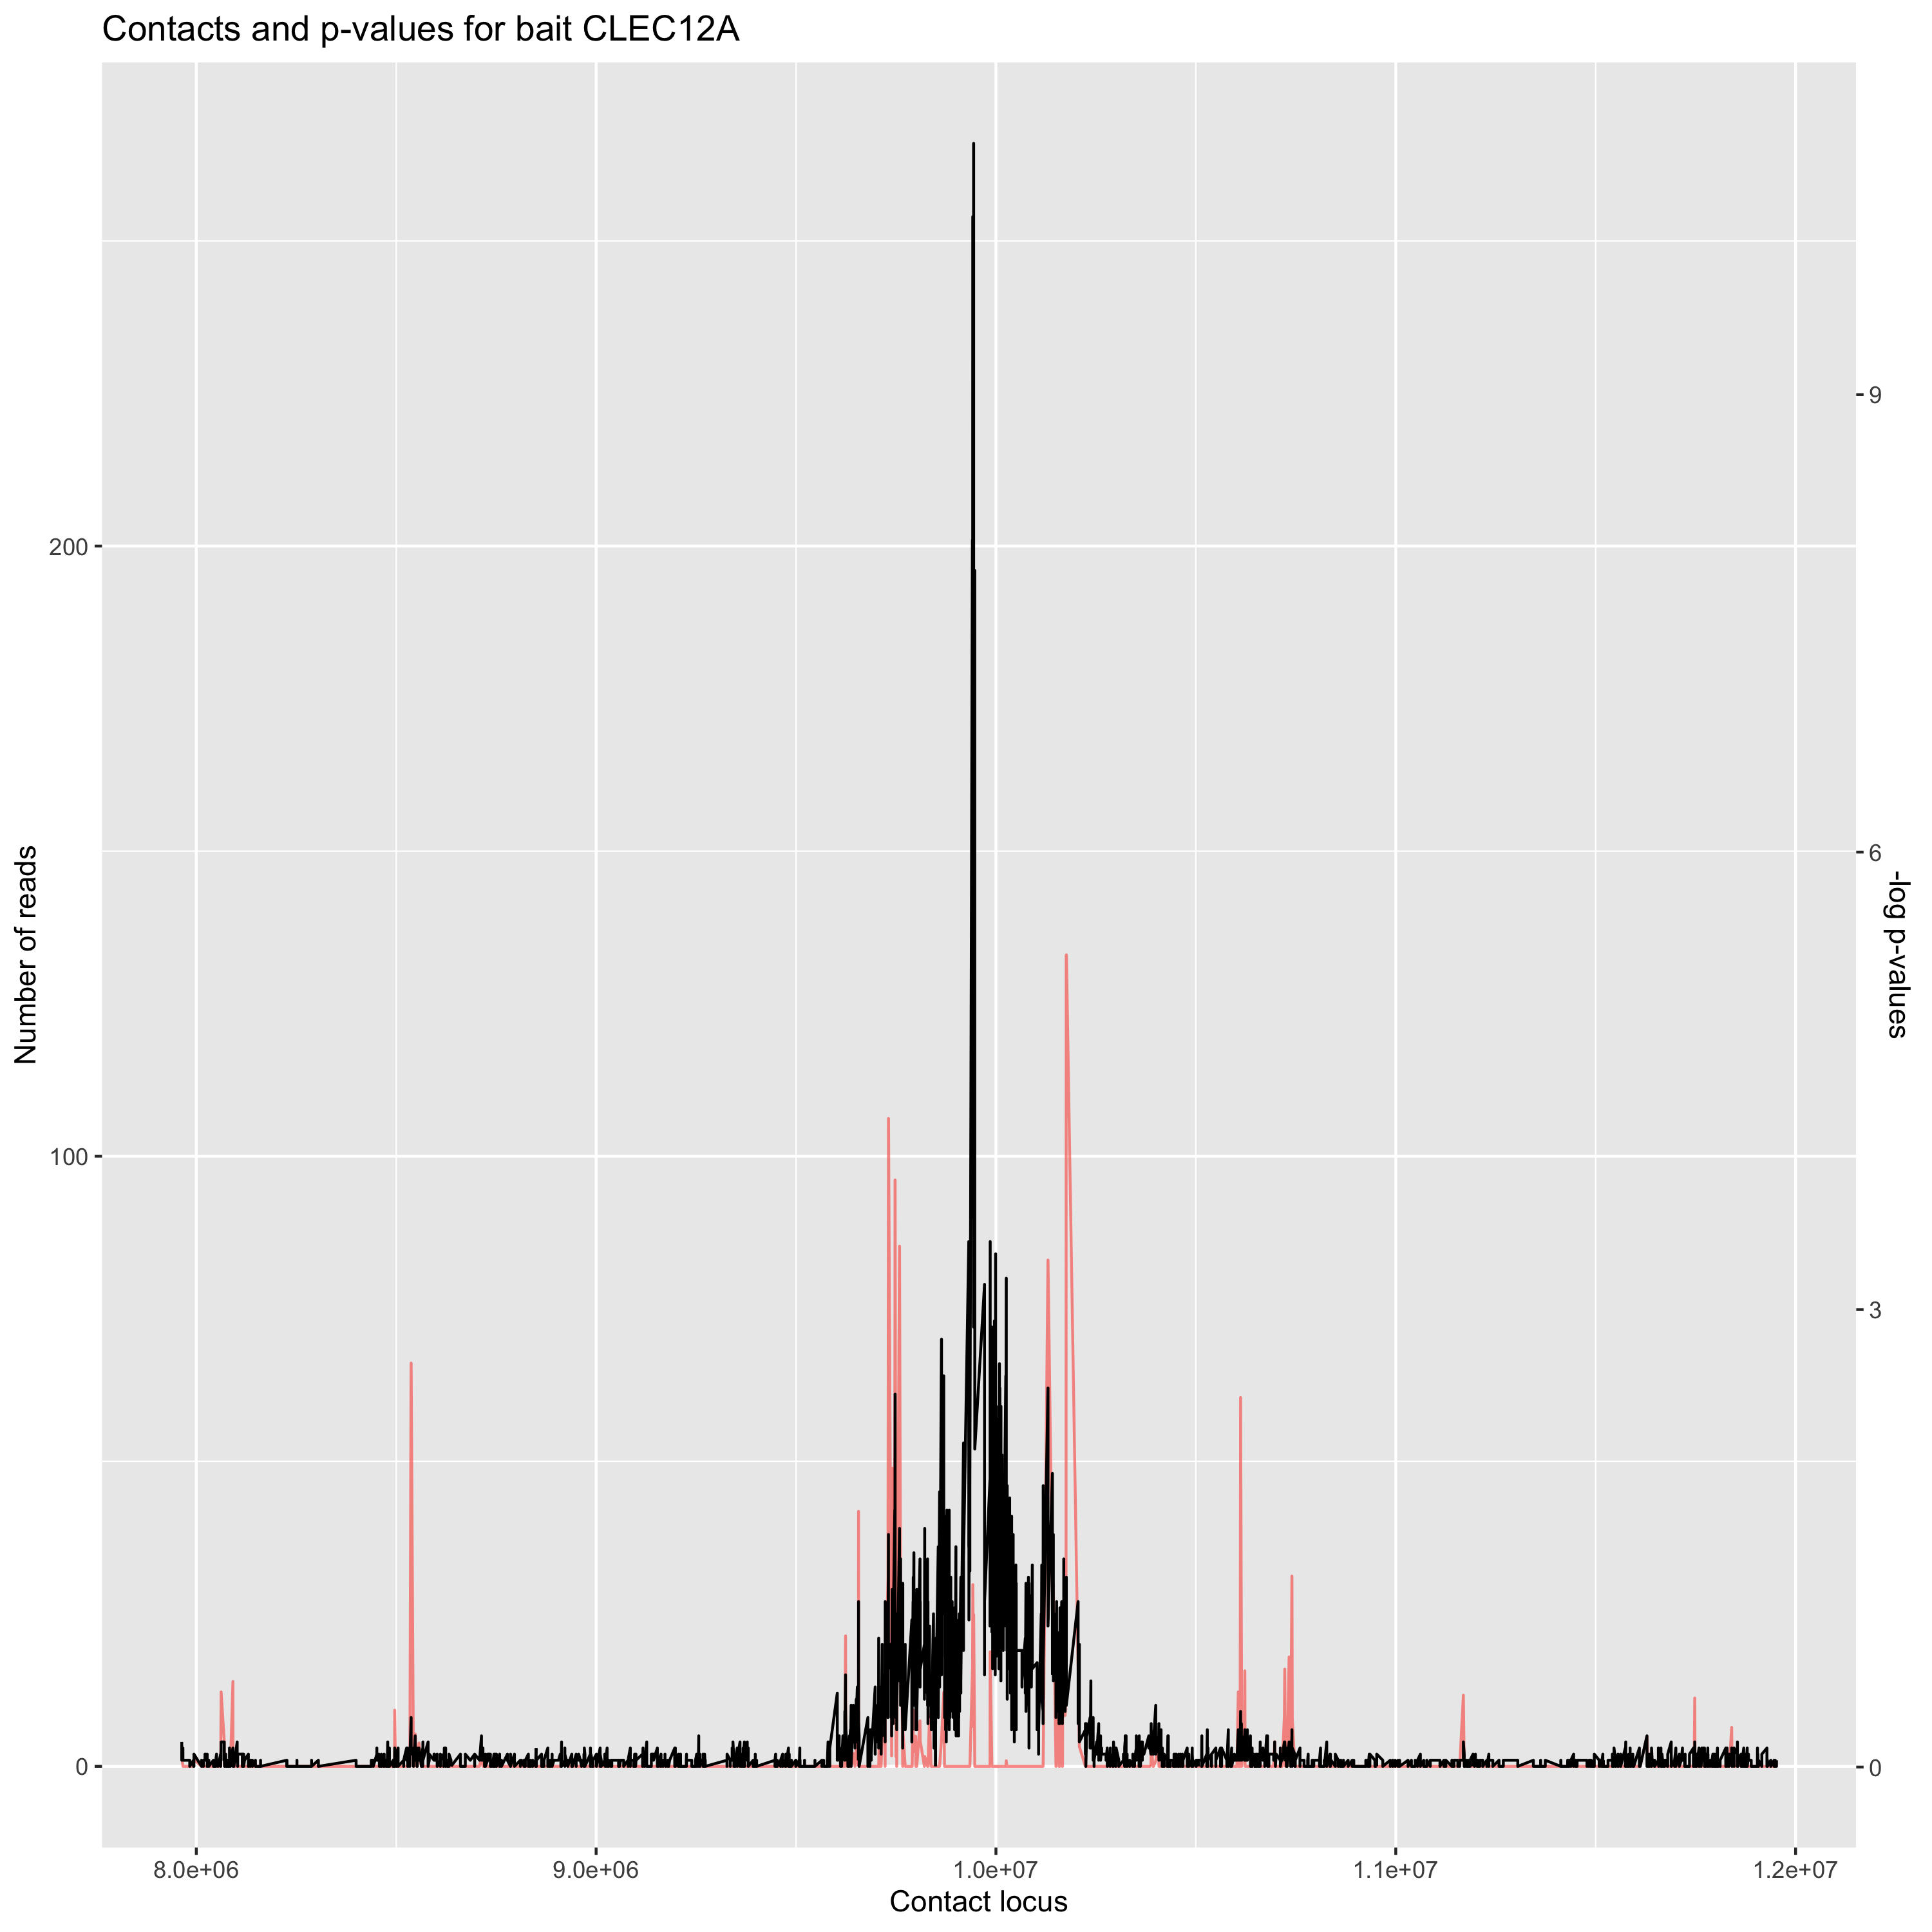 Contacts and p-values for bait CLEC12A
Number of reads
200
100
0
9
6
3
0
-log p-values
8.0e+06 9.0e+06 1.0e+07 1.1e+07 1.2e+07
Contact locus